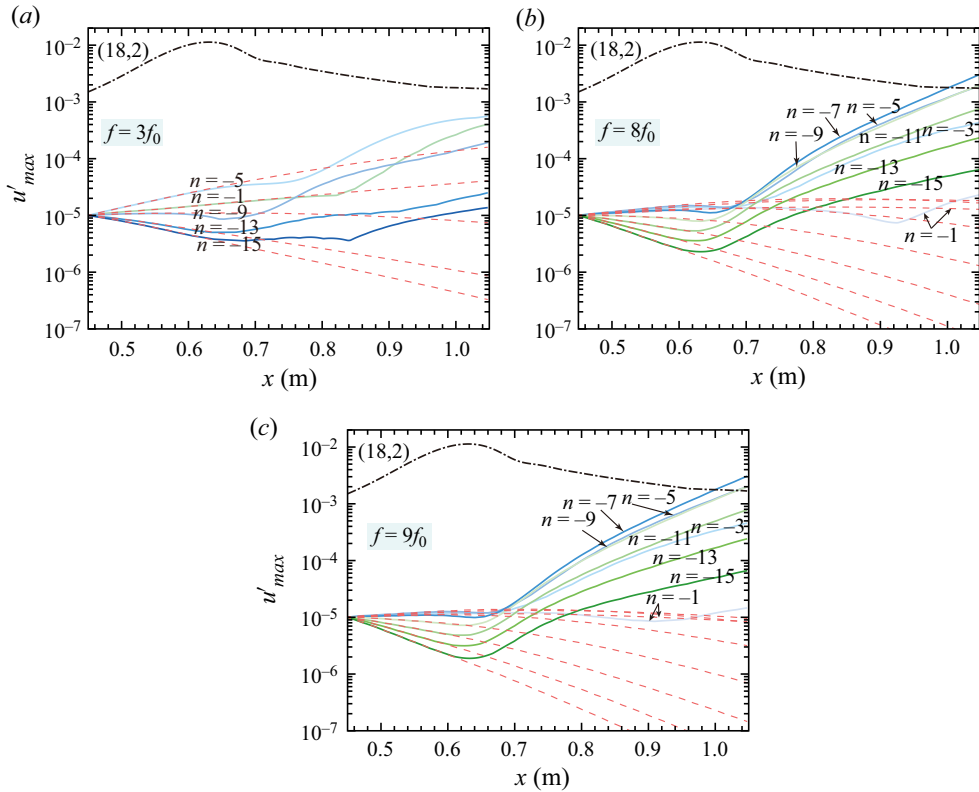 (a)
10⁻²
10⁻³
10⁻⁴
10⁻⁵
10⁻⁶
10⁻⁷
u′max
(18,2)
f = 3f₀
n = –5
n = –1
n = –9
n = –13
n = –15
0.5 0.6 0.7 0.8 0.9 1.0
x (m)
(b)
10⁻²
10⁻³
10⁻⁴
10⁻⁵
10⁻⁶
10⁻⁷
(18,2)
f = 8f₀
n = –7
n = –5
n = –9
n = –11
n = –3
n = –13
n = –15
n = –1
0.5 0.6 0.7 0.8 0.9 1.0
x (m)
(c)
10⁻²
10⁻³
10⁻⁴
10⁻⁵
10⁻⁶
10⁻⁷
u′max
(18,2)
f = 9f₀
n = –7
n = –5
n = –9
n = –11
n = –3
n = –13
n = –15
n = –1
0.5 0.6 0.7 0.8 0.9 1.0
x (m)